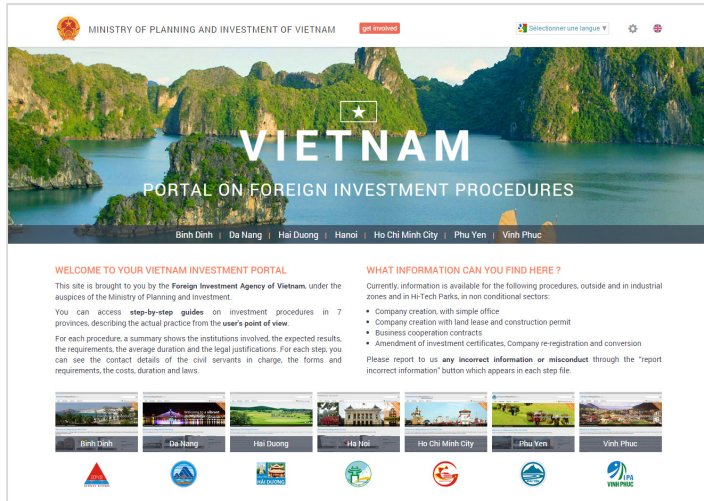 MINISTRY OF PLANNING AND INVESTMENT OF VIETNAM
get involved
Sélectionner une langue ▼
VIETNAM
PORTAL ON FOREIGN INVESTMENT PROCEDURES
Binh Dinh | Da Nang | Hai Duong | Hanoi | Ho Chi Minh City | Phu Yen | Vinh Phuc
WELCOME TO YOUR VIETNAM INVESTMENT PORTAL
This site is brought to you by the Foreign Investment Agency of Vietnam, under the
auspices of the Ministry of Planning and Investment.
You can access step-by-step guides on investment procedures in 7
provinces, describing the actual practice from the user's point of view.
For each procedure, a summary shows the institutions involved, the expected results,
the requirements, the average duration and the legal justifications. For each step, you
can see the contact details of the civil servants in charge, the forms and
requirements, the costs, duration and laws.
WHAT INFORMATION CAN YOU FIND HERE ?
Currently, information is available for the following procedures, outside and in industrial
zones and in Hi-Tech Parks, in non conditional sectors:
• Company creation, with simple office
• Company creation with land lease and construction permit
• Business cooperation contracts
• Amendment of investment certificates, Company re-registration and conversion
Please report to us any incorrect information or misconduct through the "report
incorrect information" button which appears in each step file.
Binh Dinh
Da Nang
Hai Duong
Ha Noi
Ho Chi Minh City
Phu Yen
Vinh Phuc
HẢI DƯƠNG
IPA
VINH PHUC